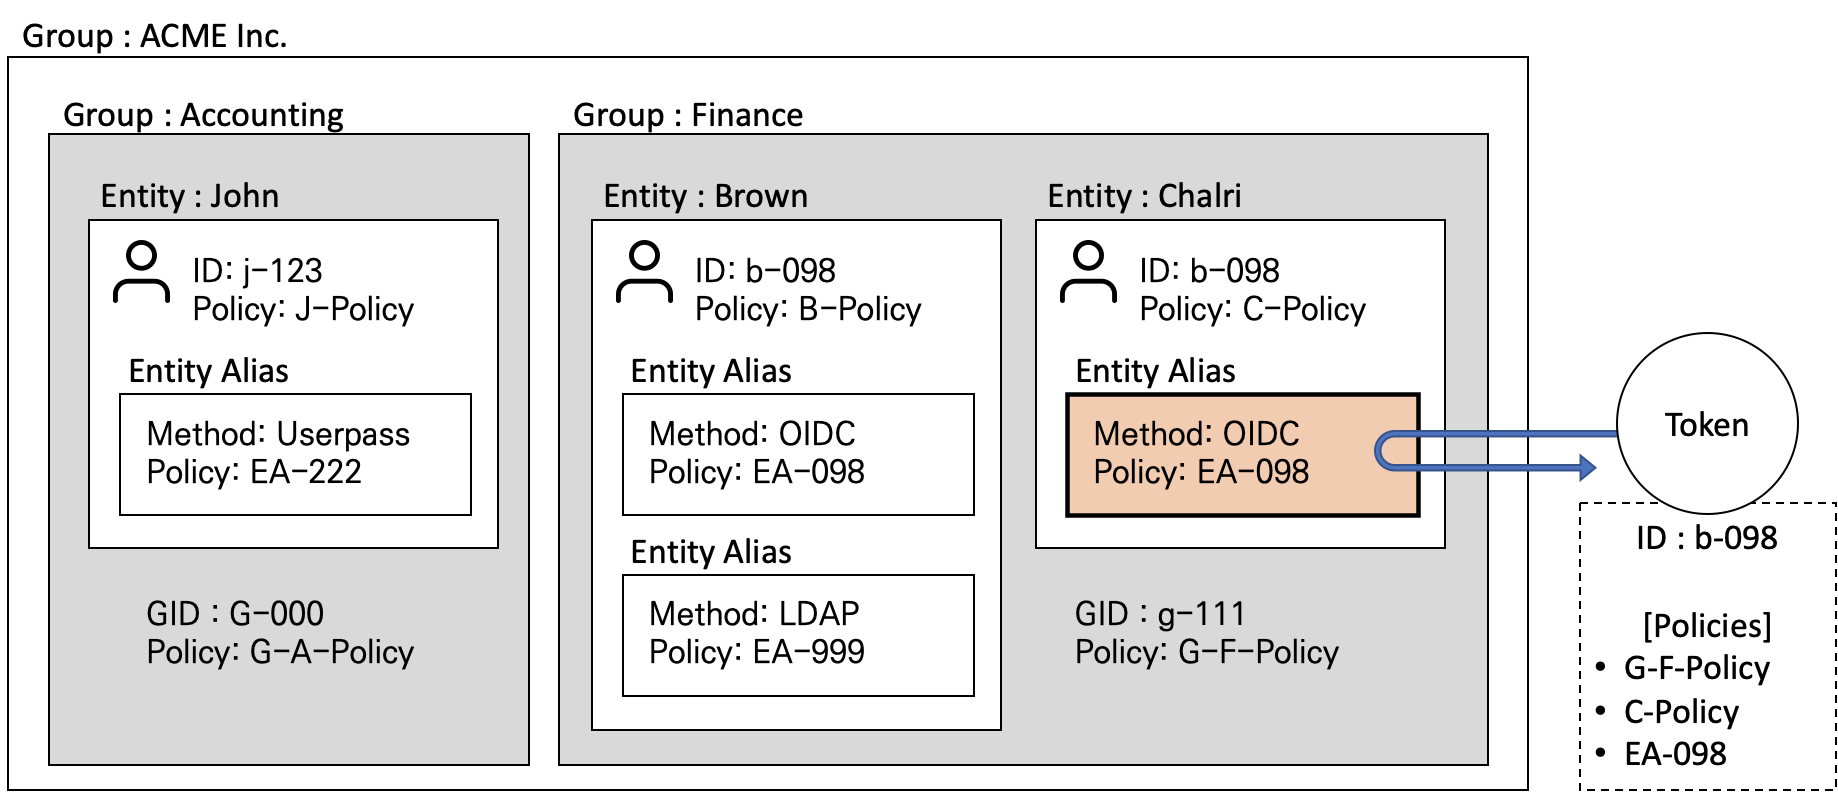 Group : ACME Inc.
Group : Accounting
Entity : John
ID: j-123
Policy: J-Policy
Entity Alias
Method: Userpass
Policy: EA-222
GID : G-000
Policy: G-A-Policy
Group : Finance
Entity : Brown
ID: b-098
Policy: B-Policy
Entity Alias
Method: OIDC
Policy: EA-098
Entity Alias
Method: LDAP
Policy: EA-999
Entity : Chalri
ID: b-098
Policy: C-Policy
Entity Alias
Method: OIDC
Policy: EA-098
GID : g-111
Policy: G-F-Policy
Token
ID : b-098
[Policies]
• G-F-Policy
• C-Policy
• EA-098